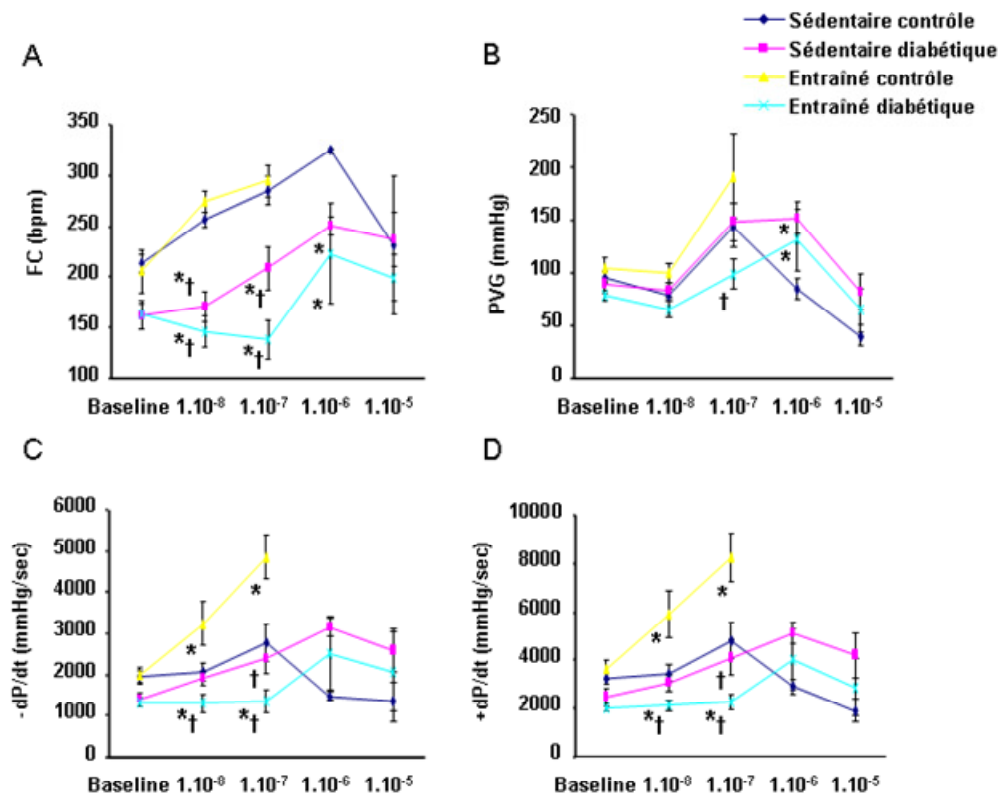 Sédentaire contrôle
Sédentaire diabétique
Entraîné contrôle
Entraîné diabétique
A
350
300
250
200
150
100
FC (bpm)
*†
*†
*
*†
*†
*
Baseline 1.10⁻⁸ 1.10⁻⁷ 1.10⁻⁶ 1.10⁻⁵
B
250
200
150
100
50
0
PVG (mmHg)
*
*
†
Baseline 1.10⁻⁸ 1.10⁻⁷ 1.10⁻⁶ 1.10⁻⁵
C
6000
5000
4000
3000
2000
1000
0
- dP/dt (mmHg/sec)
*
*
†
*†
*†
Baseline 1.10⁻⁸ 1.10⁻⁷ 1.10⁻⁶ 1.10⁻⁵
D
10000
8000
6000
4000
2000
0
+dP/dt (mmHg/sec)
*
*
†
*†
*†
Baseline 1.10⁻⁸ 1.10⁻⁷ 1.10⁻⁶ 1.10⁻⁵